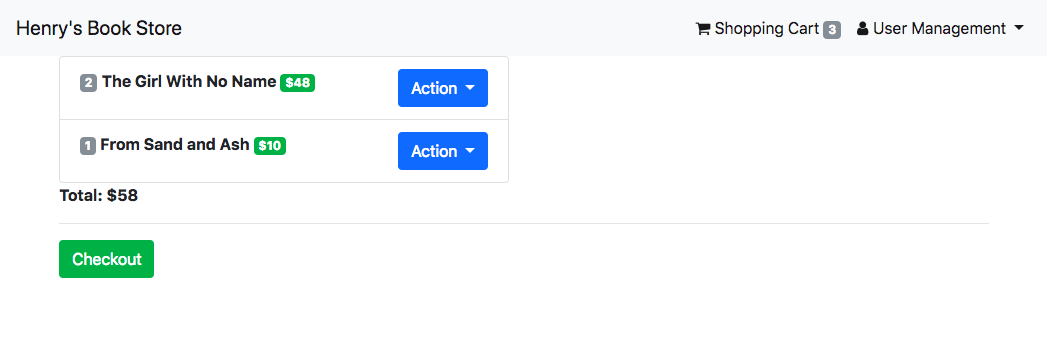 Henry's Book Store Shopping Cart 3 User Management
2 The Girl With No Name $48 Action
1 From Sand and Ash $10 Action
Total: $58
Checkout